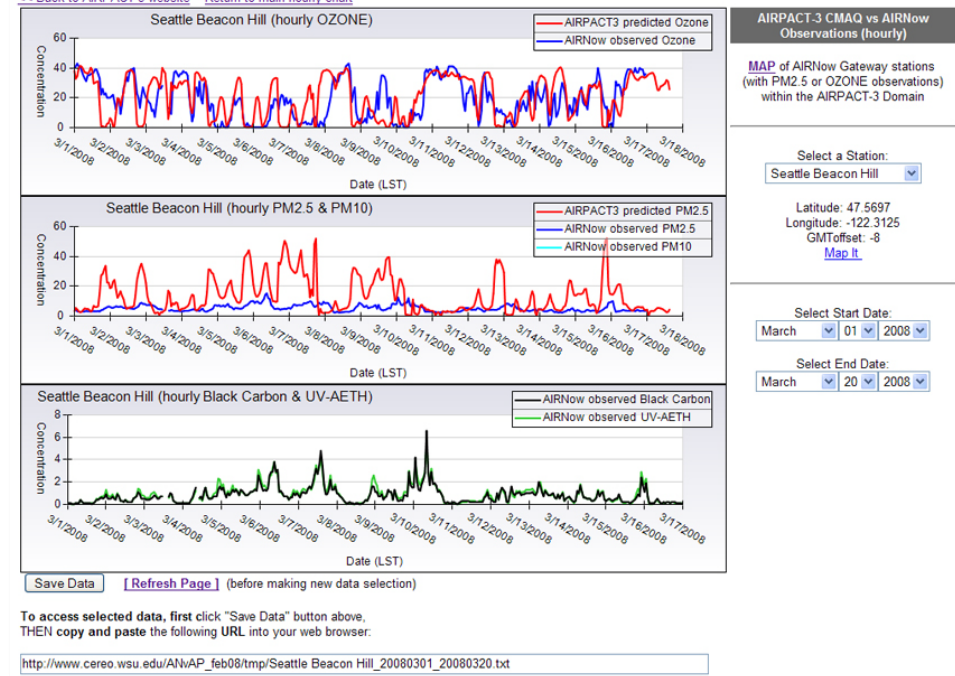 << Back to AIRPACT-3 website   Return to main hourly chart
Seattle Beacon Hill (hourly OZONE)
AIRPACT3 predicted Ozone
AIRNow observed Ozone
Concentration
60
40
20
0
3/1/2008 3/2/2008 3/3/2008 3/4/2008 3/5/2008 3/6/2008 3/7/2008 3/8/2008 3/9/2008 3/10/2008 3/11/2008 3/12/2008 3/13/2008 3/14/2008 3/15/2008 3/16/2008 3/17/2008 3/18/2008
Date (LST)
Seattle Beacon Hill (hourly PM2.5 & PM10)
AIRPACT3 predicted PM2.5
AIRNow observed PM2.5
AIRNow observed PM10
Concentration
60
40
20
0
3/1/2008 3/2/2008 3/3/2008 3/4/2008 3/5/2008 3/6/2008 3/7/2008 3/8/2008 3/9/2008 3/10/2008 3/11/2008 3/12/2008 3/13/2008 3/14/2008 3/15/2008 3/16/2008 3/17/2008 3/18/2008
Date (LST)
Seattle Beacon Hill (hourly Black Carbon & UV-AETH)
AIRNow observed Black Carbon
AIRNow observed UV-AETH
Concentration
8
6
4
2
0
3/1/2008 3/2/2008 3/3/2008 3/4/2008 3/5/2008 3/6/2008 3/7/2008 3/8/2008 3/9/2008 3/10/2008 3/11/2008 3/12/2008 3/13/2008 3/14/2008 3/15/2008 3/16/2008 3/17/2008
Date (LST)
Save Data   [ Refresh Page ]   (before making new data selection)
To access selected data, first click "Save Data" button above,
THEN copy and paste the following URL into your web browser:
http://www.cereo.wsu.edu/ANvAP_feb08/tmp/Seattle Beacon Hill_20080301_20080320.txt
AIRPACT-3 CMAQ vs AIRNow
Observations (hourly)
MAP of AIRNow Gateway stations
(with PM2.5 or OZONE observations)
within the AIRPACT-3 Domain
Select a Station:
Seattle Beacon Hill
Latitude: 47.5697
Longitude: -122.3125
GMToffset: -8
Map It
Select Start Date:
March 01 2008
Select End Date:
March 20 2008